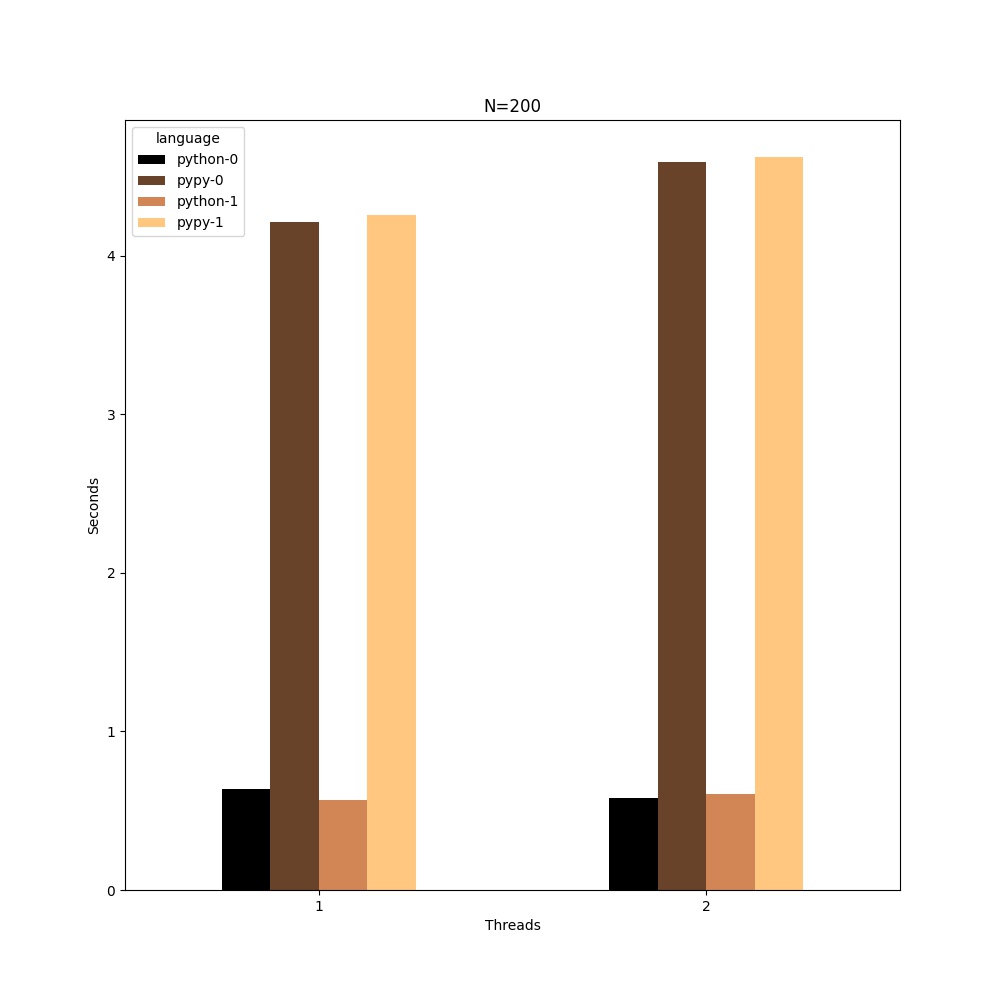 N=200
language
python-0
pypy-0
python-1
pypy-1
4
3
2
1
0
Seconds
1 2
Threads